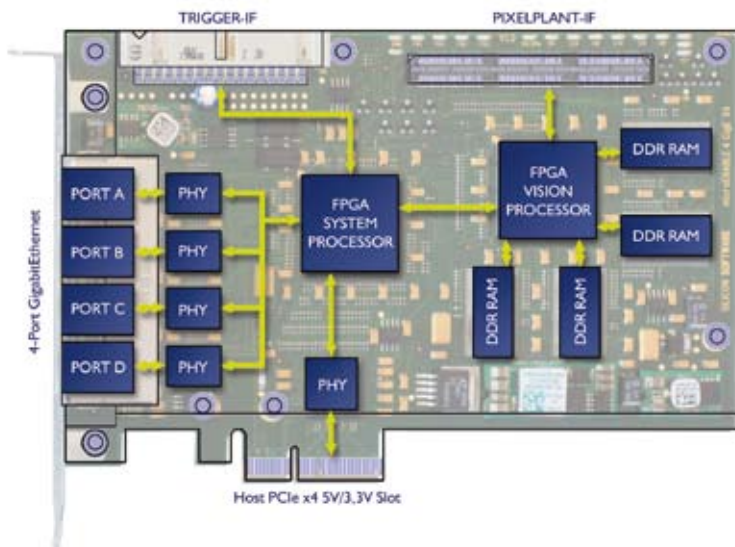 TRIGGER-IF
PIXELPLANT-IF
4-Port GigabitEthernet
PORT A
PHY
PORT B
PHY
PORT C
PHY
PORT D
PHY
FPGA
SYSTEM
PROCESSOR
PHY
FPGA
VISION
PROCESSOR
DDR RAM
DDR RAM
DDR RAM
DDR RAM
Host PCIe x4 5V/3,3V Slot